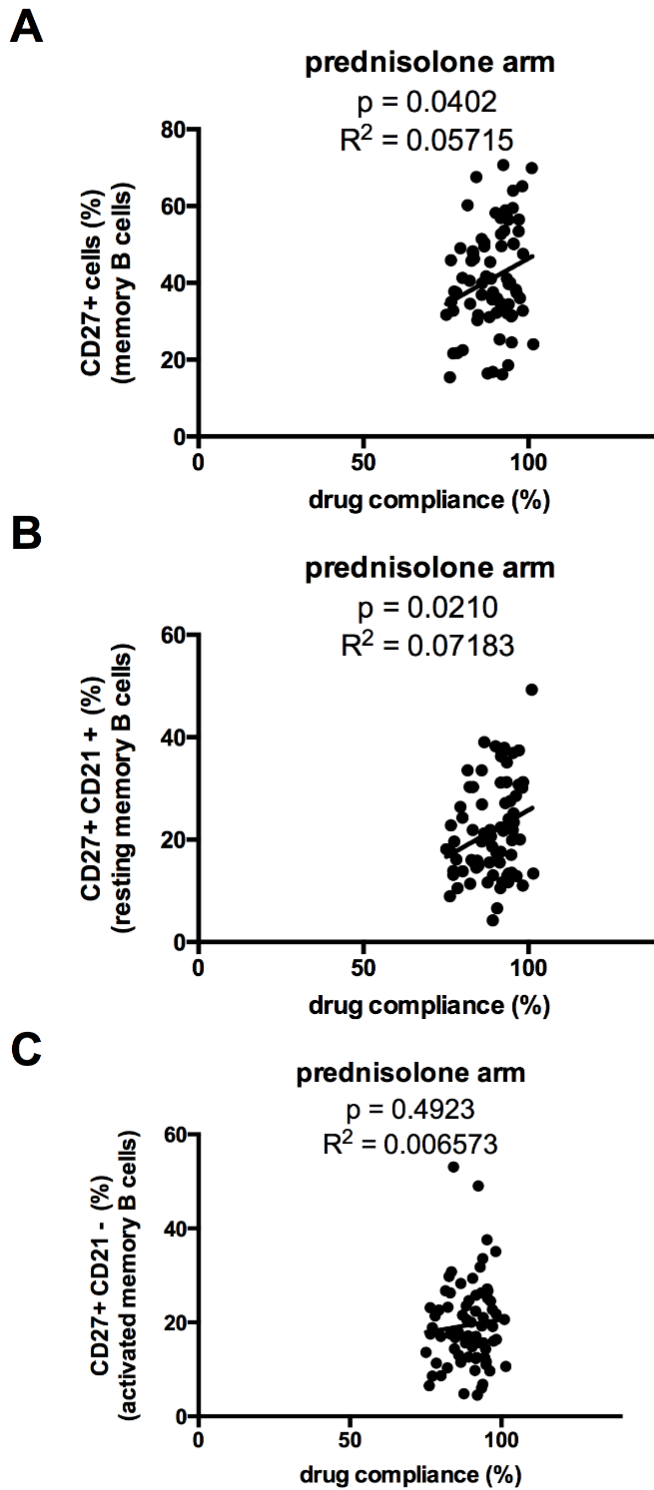 A
prednisolone arm
p = 0.0402
R² = 0.05715
CD27+ cells (%)
(memory B cells)
80
60
40
20
0
0 50 100
drug compliance (%)
B
prednisolone arm
p = 0.0210
R² = 0.07183
CD27+ CD21 + (%)
(resting memory B cells)
60
40
20
0
0 50 100
drug compliance (%)
C
prednisolone arm
p = 0.4923
R² = 0.006573
CD27+ CD21 - (%)
(activated memory B cells)
60
40
20
0
0 50 100
drug compliance (%)